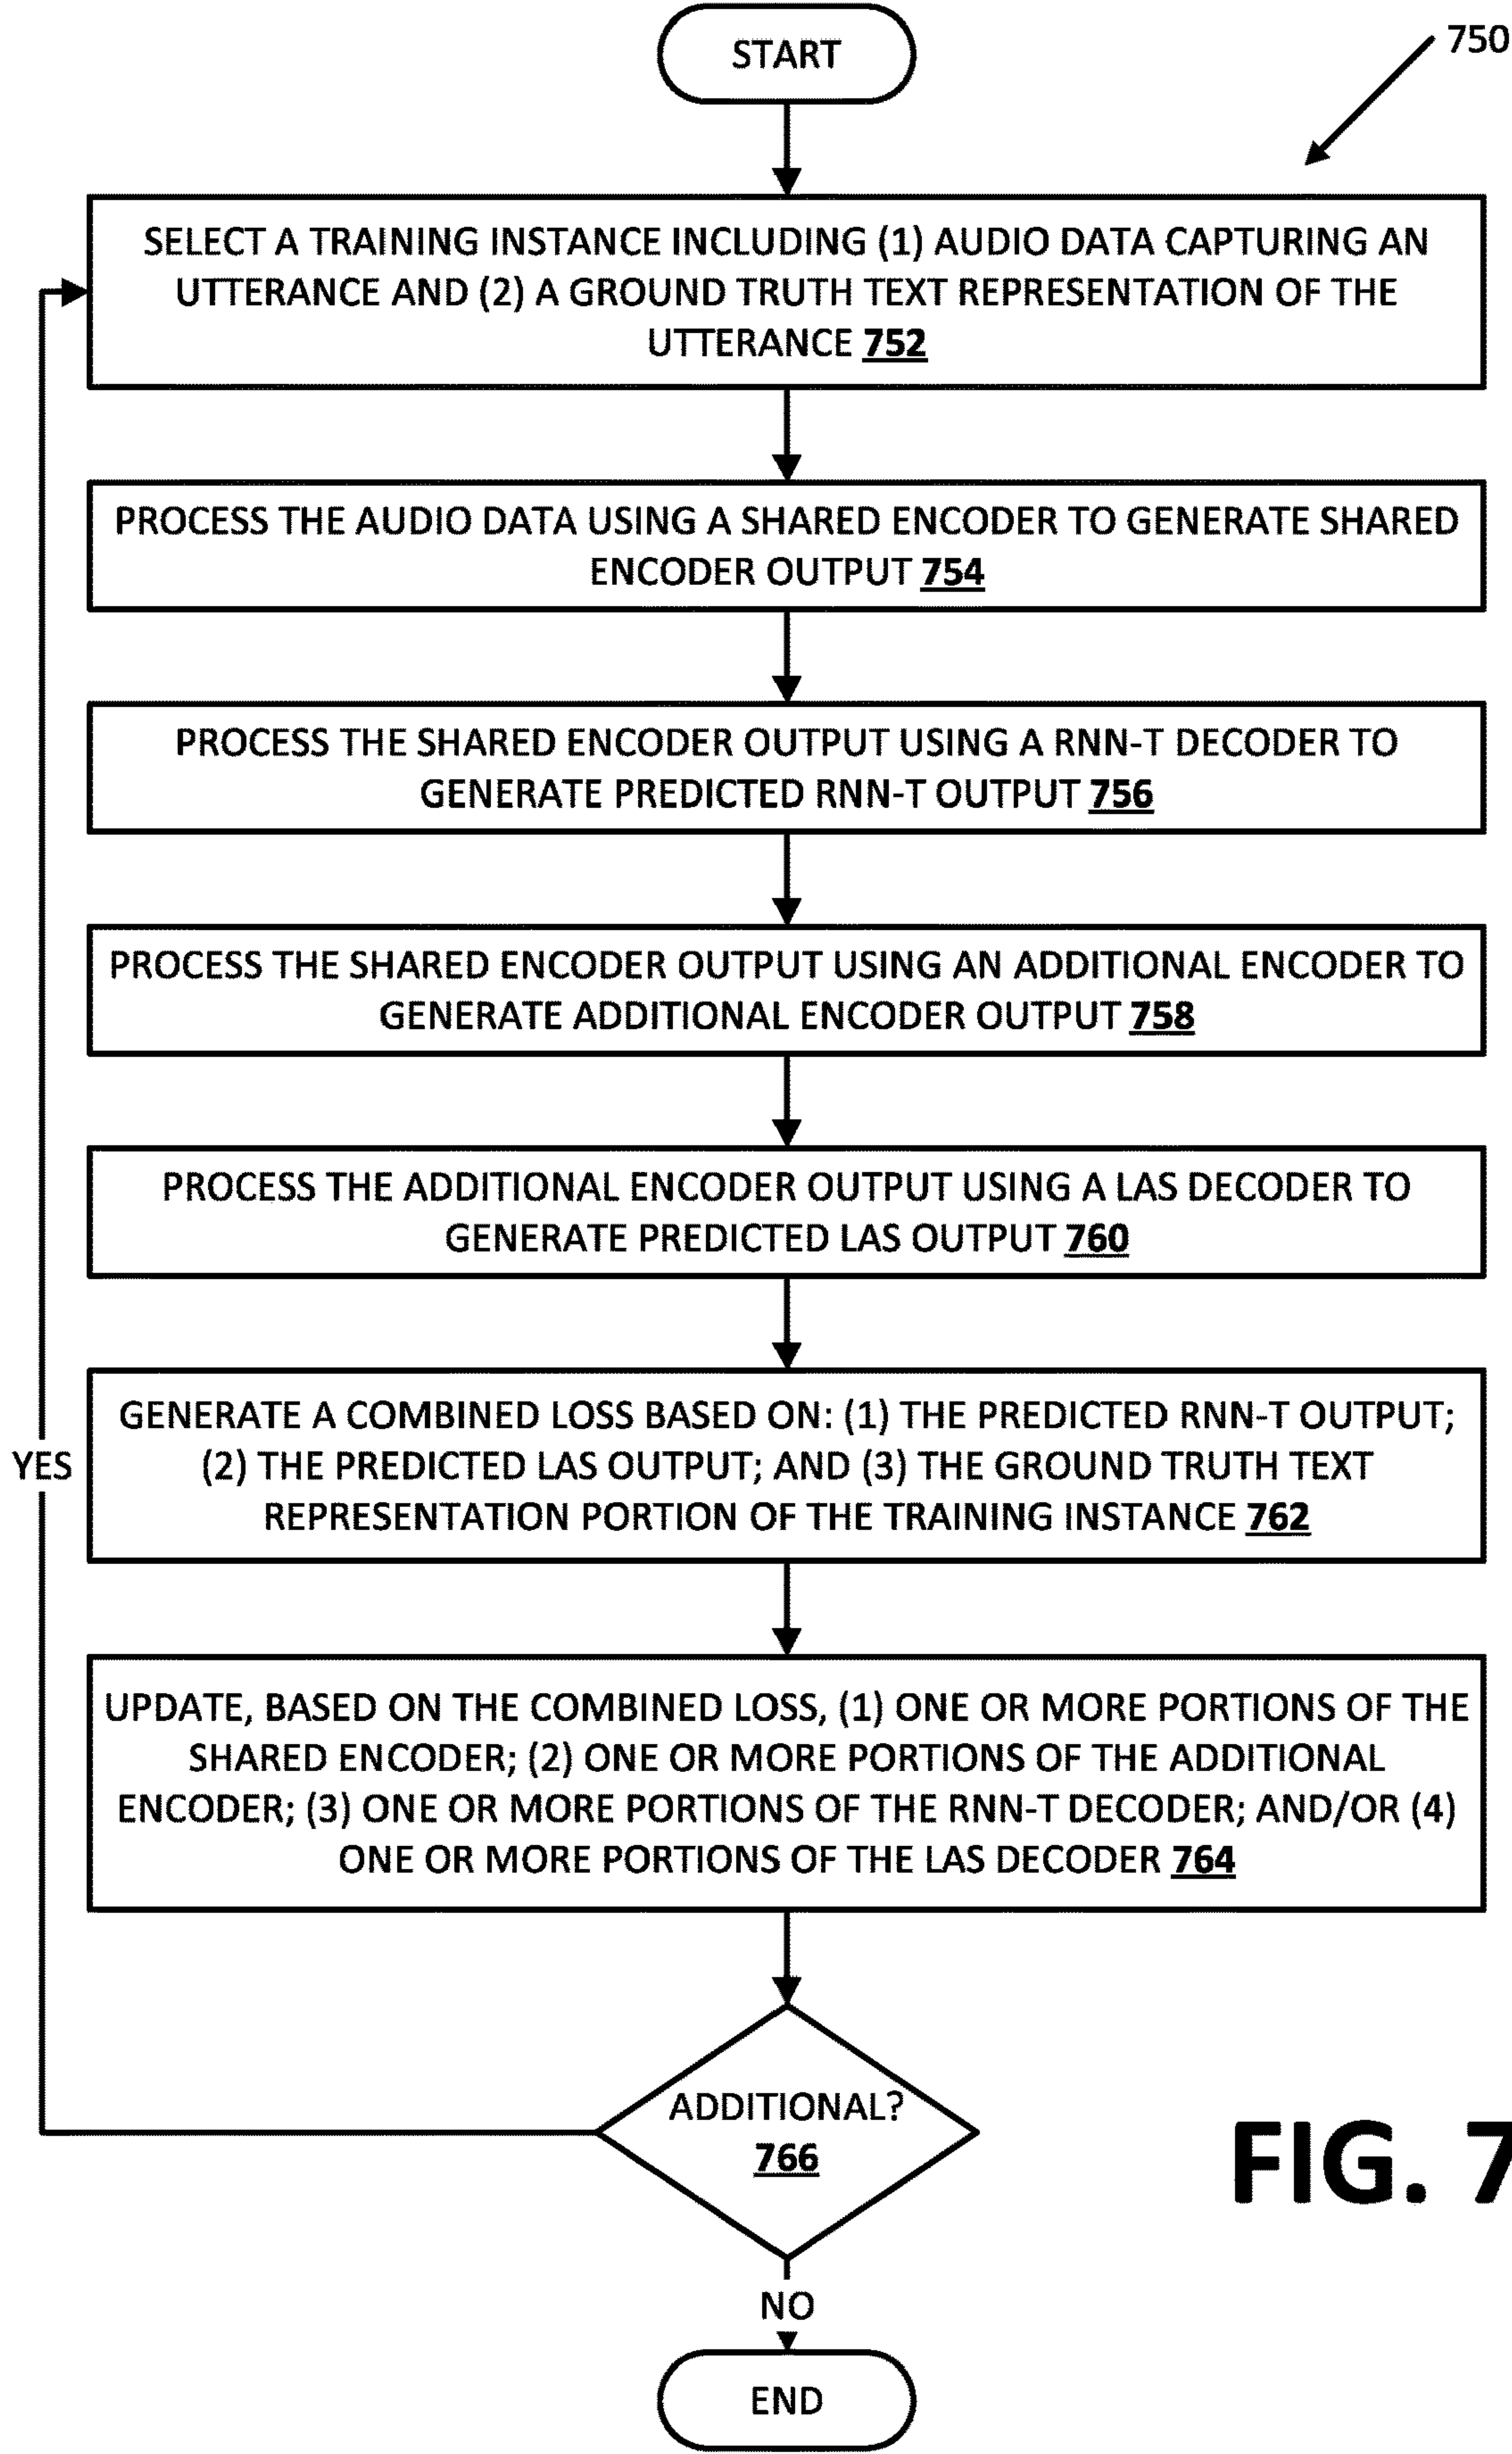 START
750
SELECT A TRAINING INSTANCE INCLUDING (1) AUDIO DATA CAPTURING AN
UTTERANCE AND (2) A GROUND TRUTH TEXT REPRESENTATION OF THE
UTTERANCE 752
PROCESS THE AUDIO DATA USING A SHARED ENCODER TO GENERATE SHARED
ENCODER OUTPUT 754
PROCESS THE SHARED ENCODER OUTPUT USING A RNN-T DECODER TO
GENERATE PREDICTED RNN-T OUTPUT 756
PROCESS THE SHARED ENCODER OUTPUT USING AN ADDITIONAL ENCODER TO
GENERATE ADDITIONAL ENCODER OUTPUT 758
PROCESS THE ADDITIONAL ENCODER OUTPUT USING A LAS DECODER TO
GENERATE PREDICTED LAS OUTPUT 760
GENERATE A COMBINED LOSS BASED ON: (1) THE PREDICTED RNN-T OUTPUT;
(2) THE PREDICTED LAS OUTPUT; AND (3) THE GROUND TRUTH TEXT
REPRESENTATION PORTION OF THE TRAINING INSTANCE 762
YES
UPDATE, BASED ON THE COMBINED LOSS, (1) ONE OR MORE PORTIONS OF THE
SHARED ENCODER; (2) ONE OR MORE PORTIONS OF THE ADDITIONAL
ENCODER; (3) ONE OR MORE PORTIONS OF THE RNN-T DECODER; AND/OR (4)
ONE OR MORE PORTIONS OF THE LAS DECODER 764
ADDITIONAL?
766
FIG. 7
NO
END